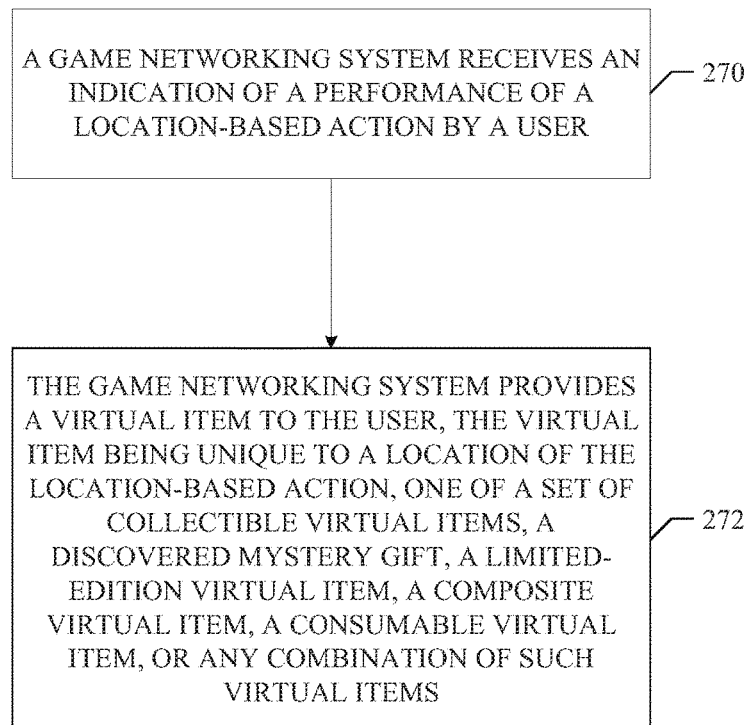 A GAME NETWORKING SYSTEM RECEIVES AN
INDICATION OF A PERFORMANCE OF A
LOCATION-BASED ACTION BY A USER
270
THE GAME NETWORKING SYSTEM PROVIDES
A VIRTUAL ITEM TO THE USER, THE VIRTUAL
ITEM BEING UNIQUE TO A LOCATION OF THE
LOCATION-BASED ACTION, ONE OF A SET OF
COLLECTIBLE VIRTUAL ITEMS, A
DISCOVERED MYSTERY GIFT, A LIMITED-
EDITION VIRTUAL ITEM, A COMPOSITE
VIRTUAL ITEM, A CONSUMABLE VIRTUAL
ITEM, OR ANY COMBINATION OF SUCH
VIRTUAL ITEMS
272